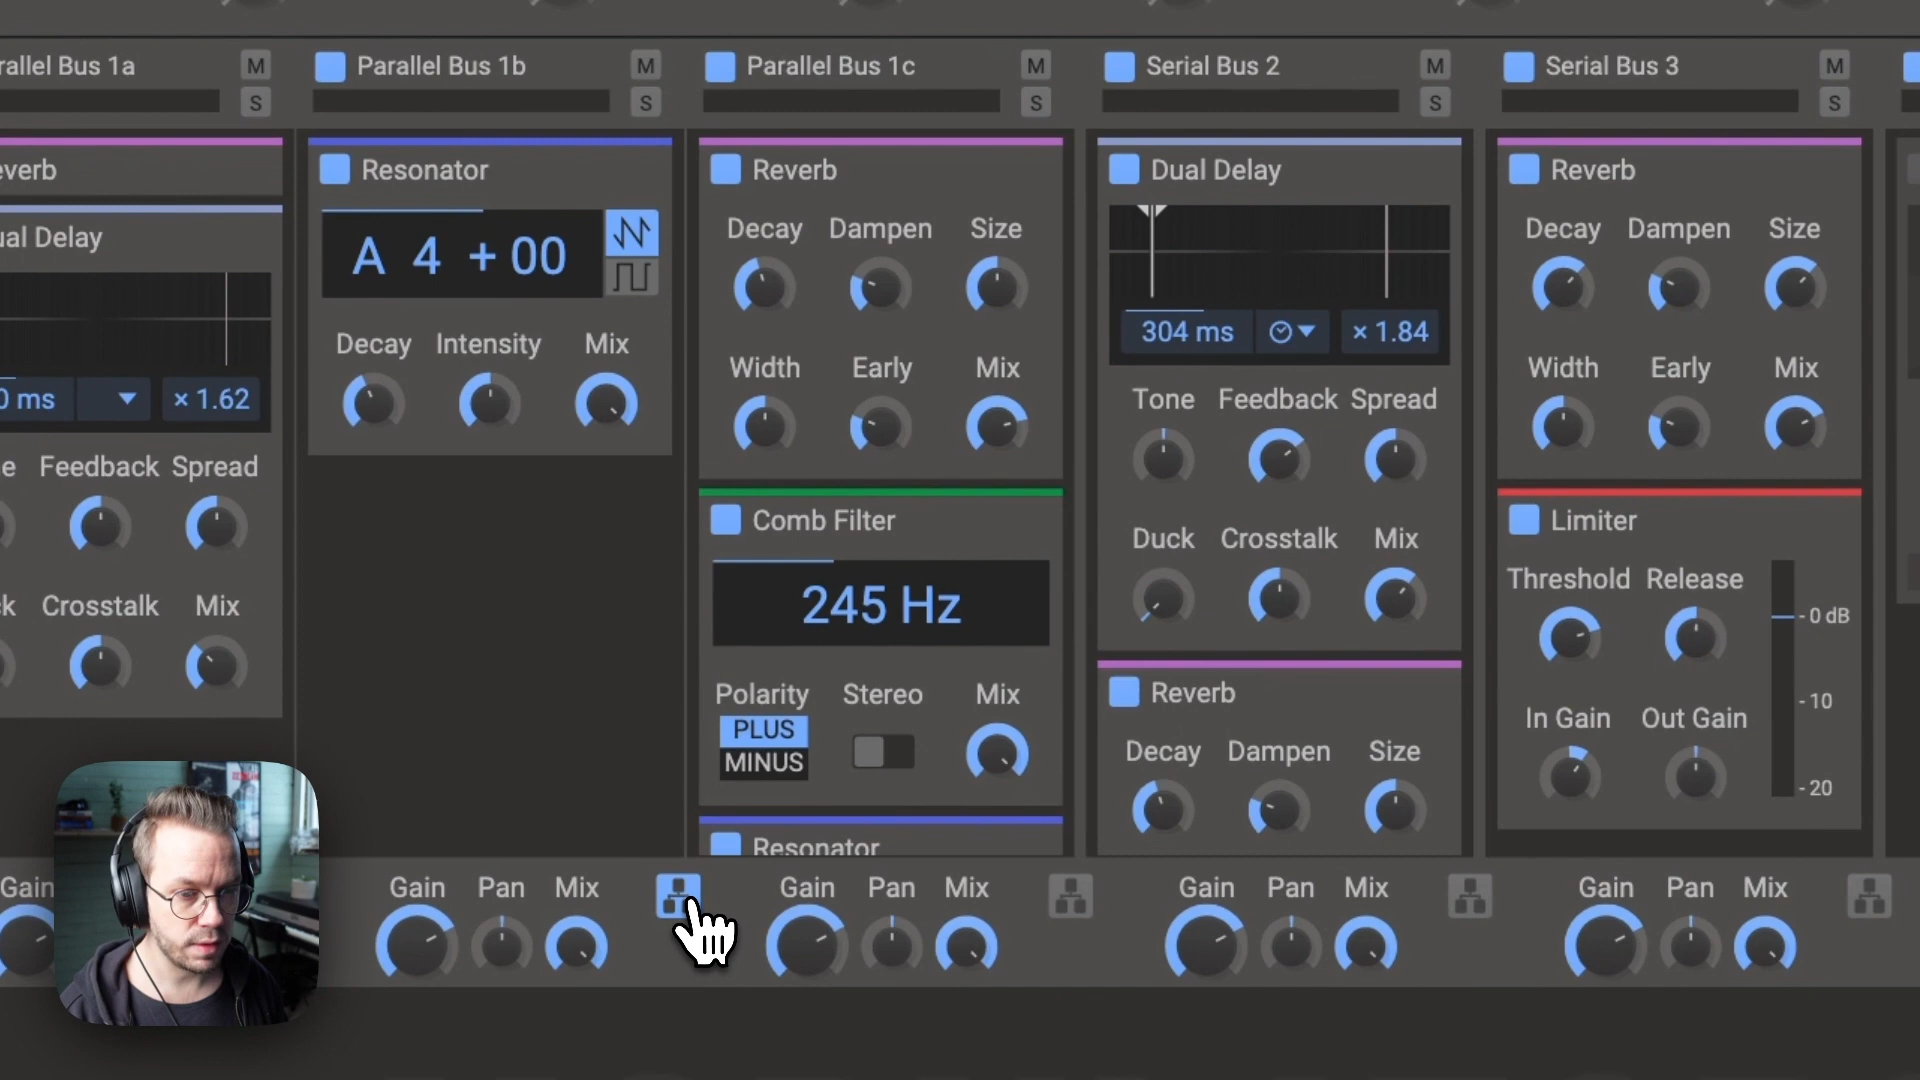 rallel Bus 1a M
S
Parallel Bus 1b M
S
Parallel Bus 1c M
S
Serial Bus 2 M
S
Serial Bus 3 M
S
everb
ual Delay
0 ms × 1.62
e Feedback Spread
k Crosstalk Mix
Resonator
A 4 + 00
Decay Intensity Mix
Reverb
Decay Dampen Size
Width Early Mix
Comb Filter
245 Hz
Polarity Stereo Mix
PLUS
MINUS
Resonator
Dual Delay
304 ms × 1.84
Tone Feedback Spread
Duck Crosstalk Mix
Reverb
Decay Dampen Size
Reverb
Decay Dampen Size
Width Early Mix
Limiter
Threshold Release
- 0 dB
In Gain Out Gain
- 10
- 20
Gain
Gain Pan Mix
Gain Pan Mix
Gain Pan Mix
Gain Pan Mix